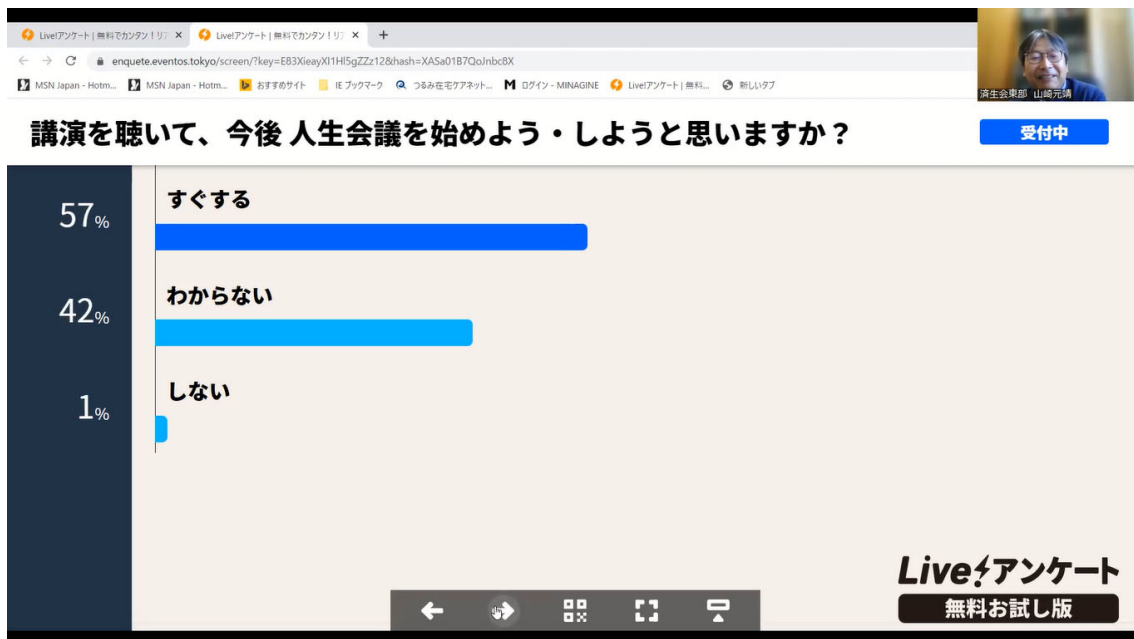 Live!アンケート | 無料でカンタン！リア
Live!アンケート | 無料でカンタン！リア
enquete.eventos.tokyo/screen/?key=E83XieayXI1HI5gZZz12&hash=XASa01B7QoJnbc8X
MSN Japan - Hotm... MSN Japan - Hotm... おすすめサイト IE ブックマーク つるみ在宅ケアネット... ログイン - MINAGINE Live!アンケート | 無料... 新しいタブ
済生会東部 山崎元靖
講演を聴いて、今後 人生会議を始めよう・しようと思いますか？
受付中
すぐする
57%
わからない
42%
しない
1%
Live!アンケート
無料お試し版